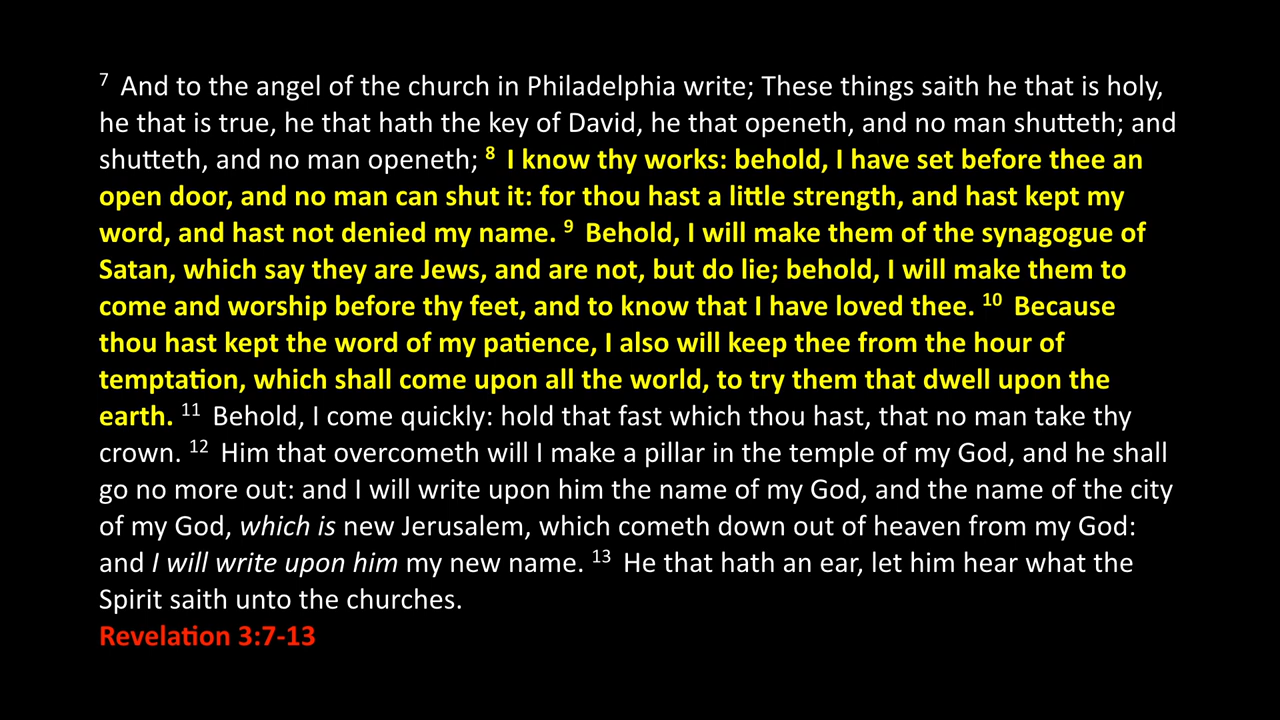 7 And to the angel of the church in Philadelphia write; These things saith he that is holy,
he that is true, he that hath the key of David, he that openeth, and no man shutteth; and
shutteth, and no man openeth; 8 I know thy works: behold, I have set before thee an
open door, and no man can shut it: for thou hast a little strength, and hast kept my
word, and hast not denied my name. 9 Behold, I will make them of the synagogue of
Satan, which say they are Jews, and are not, but do lie; behold, I will make them to
come and worship before thy feet, and to know that I have loved thee. 10 Because
thou hast kept the word of my patience, I also will keep thee from the hour of
temptation, which shall come upon all the world, to try them that dwell upon the
earth. 11 Behold, I come quickly: hold that fast which thou hast, that no man take thy
crown. 12 Him that overcometh will I make a pillar in the temple of my God, and he shall
go no more out: and I will write upon him the name of my God, and the name of the city
of my God, which is new Jerusalem, which cometh down out of heaven from my God:
and I will write upon him my new name. 13 He that hath an ear, let him hear what the
Spirit saith unto the churches.
Revelation 3:7-13